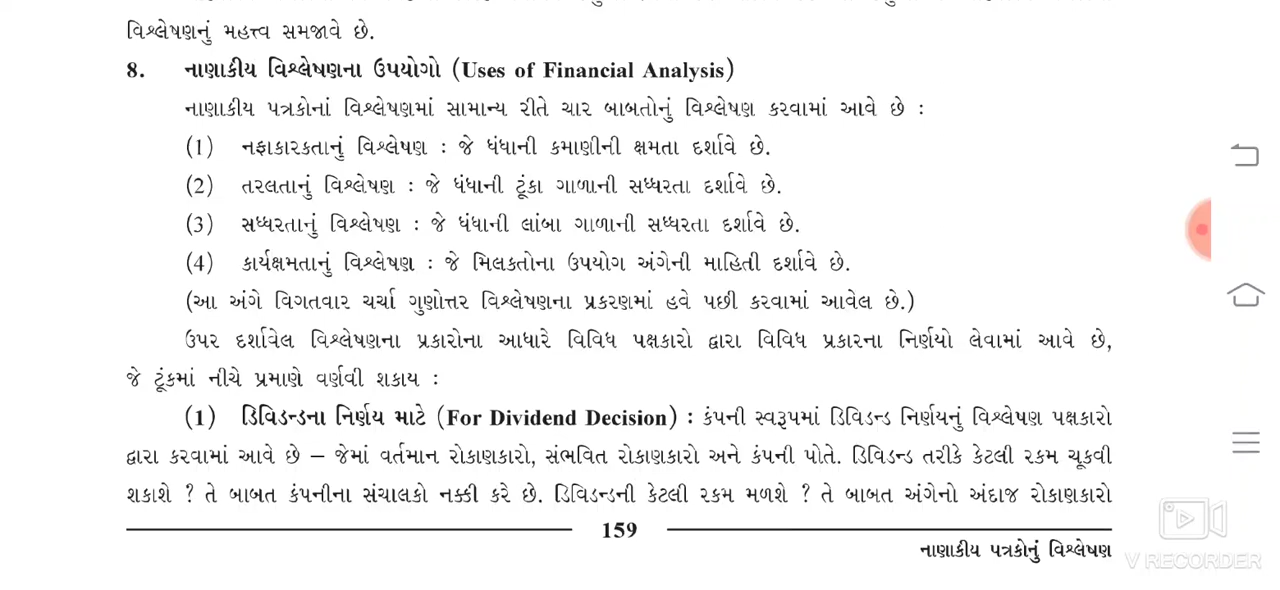 વિશ્લેષણનું મહત્ત્વ સમજાવે છે.
8. નાણાકીય વિશ્લેષણના ઉપયોગો (Uses of Financial Analysis)
નાણાકીય પત્રકોનાં વિશ્લેષણમાં સામાન્ય રીતે ચાર બાબતોનું વિશ્લેષણ કરવામાં આવે છે :
(1) નફાકારકતાનું વિશ્લેષણ : જે ધંધાની કમાણીની ક્ષમતા દર્શાવે છે.
(2) તરલતાનું વિશ્લેષણ : જે ધંધાની ટૂંકા ગાળાની સધ્ધરતા દર્શાવે છે.
(3) સધ્ધરતાનું વિશ્લેષણ : જે ધંધાની લાંબા ગાળાની સધ્ધરતા દર્શાવે છે.
(4) કાર્યક્ષમતાનું વિશ્લેષણ : જે મિલકતોના ઉપયોગ અંગેની માહિતી દર્શાવે છે.
(આ અંગે વિગતવાર ચર્ચા ગુણોત્તર વિશ્લેષણના પ્રકરણમાં હવે પછી કરવામાં આવેલ છે.)
ઉપર દર્શાવેલ વિશ્લેષણના પ્રકારોના આધારે વિવિધ પક્ષકારો દ્વારા વિવિધ પ્રકારના નિર્ણયો લેવામાં આવે છે,
જે ટૂંકમાં નીચે પ્રમાણે વર્ણવી શકાય :
(1) ડિવિડન્ડના નિર્ણય માટે (For Dividend Decision) : કંપની સ્વરૂપમાં ડિવિડન્ડ નિર્ણયનું વિશ્લેષણ પક્ષકારો
દ્વારા કરવામાં આવે છે – જેમાં વર્તમાન રોકાણકારો, સંભવિત રોકાણકારો અને કંપની પોતે. ડિવિડન્ડ તરીકે કેટલી રકમ ચૂકવી
શકાશે ? તે બાબત કંપનીના સંચાલકો નક્કી કરે છે. ડિવિડન્ડની કેટલી રકમ મળશે ? તે બાબત અંગેનો અંદાજ રોકાણકારો
159
નાણાકીય પત્રકોનું વિશ્લેષણ
V RECORDER